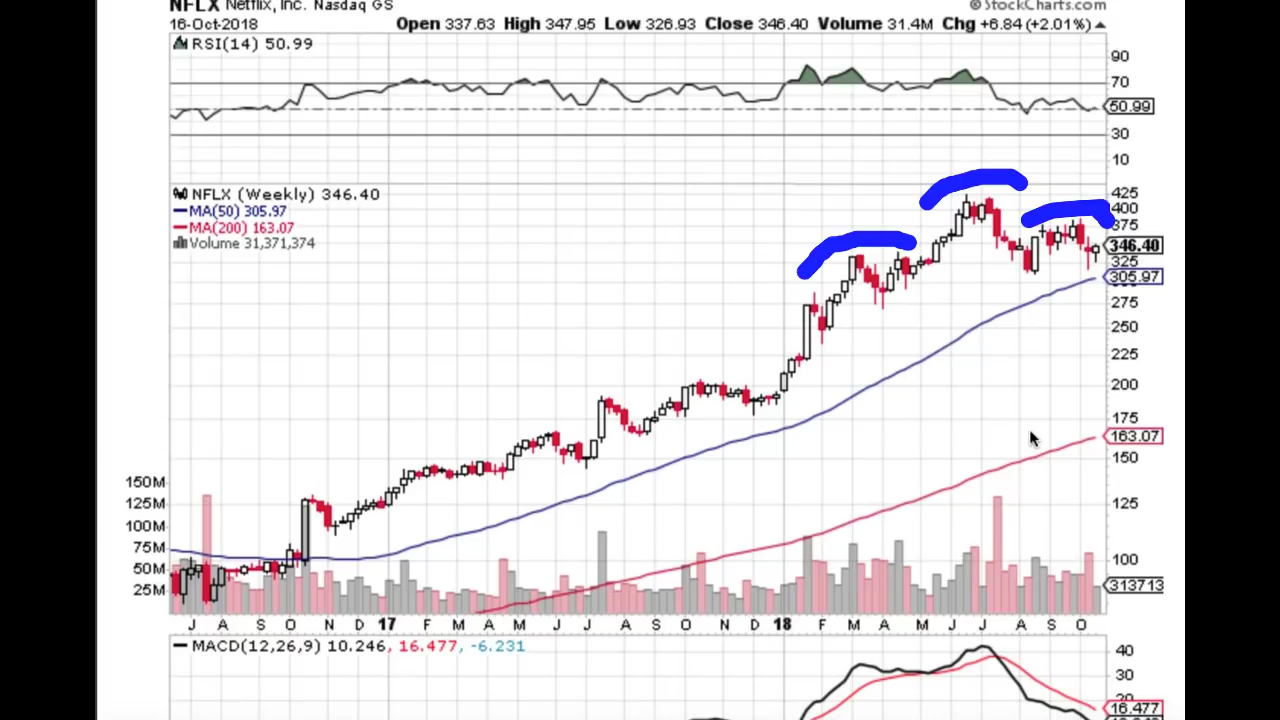 NFLX Netflix, Inc. Nasdaq GS
© StockCharts.com
16-Oct-2018
Open 337.63 High 347.95 Low 326.93 Close 346.40 Volume 31.4M Chg +6.84 (+2.01%)
RSI(14) 50.99
90
70
50.99
30
10
NFLX (Weekly) 346.40
MA(50) 305.97
MA(200) 163.07
Volume 31,371,374
425
400
375
346.40
325
305.97
275
250
225
200
175
163.07
150
125
100
313713
150M
125M
100M
75M
50M
25M
J A S O N D 17 F M A M J J A S O N D 18 F M A M J J A S O
MACD(12,26,9) 10.246, 16.477, -6.231
40
30
20
16.477